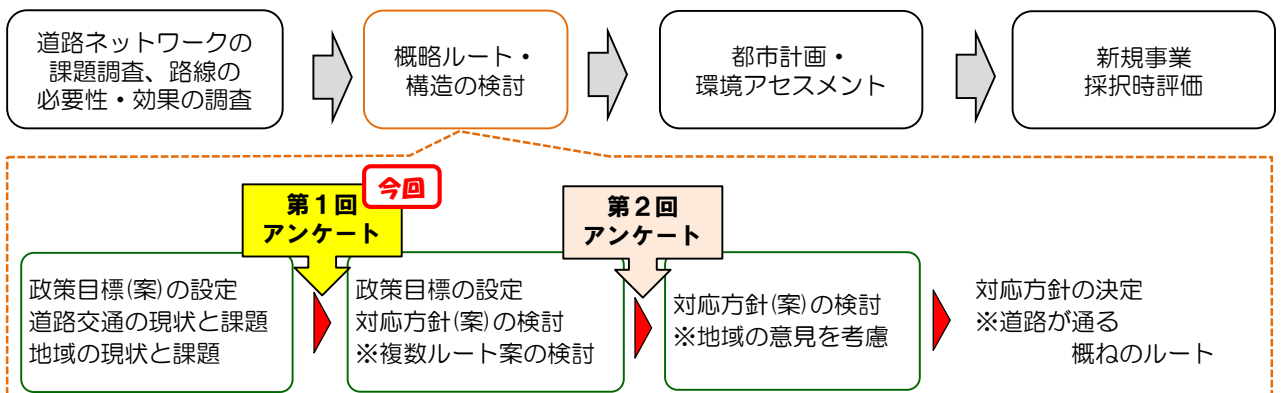 道路ネットワークの
課題調査、路線の
必要性・効果の調査
概略ルート・
構造の検討
都市計画・
環境アセスメント
新規事業
採択時評価
今回
第1回
アンケート
第2回
アンケート
政策目標(案)の設定
道路交通の現状と課題
地域の現状と課題
政策目標の設定
対応方針(案)の検討
※複数ルート案の検討
対応方針(案)の検討
※地域の意見を考慮
対応方針の決定
※道路が通る
概ねのルート